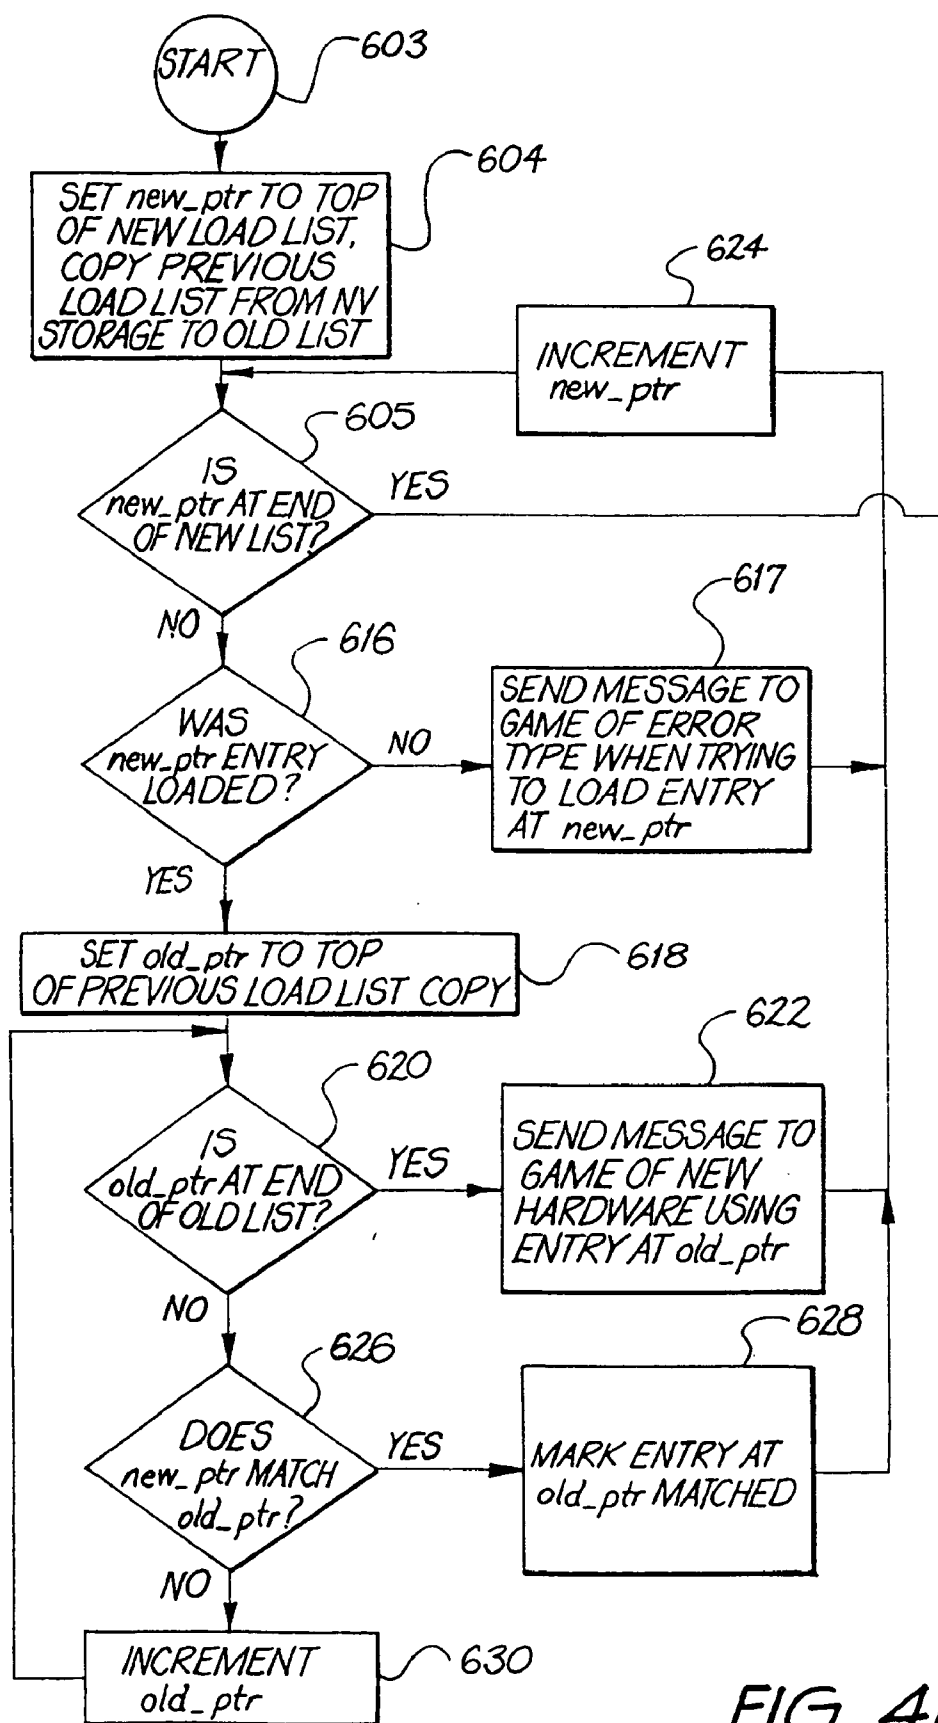 START
603
604
SET new_ptr TO TOP
OF NEW LOAD LIST,
COPY PREVIOUS
LOAD LIST FROM NV
STORAGE TO OLD LIST
624
INCREMENT
new_ptr
605
IS
new_ptr AT END
OF NEW LIST?
YES
NO
616
WAS
new_ptr ENTRY
LOADED?
NO
617
SEND MESSAGE TO
GAME OF ERROR
TYPE WHEN TRYING
TO LOAD ENTRY
AT new_ptr
YES
SET old_ptr TO TOP
OF PREVIOUS LOAD LIST COPY
618
620
IS
old_ptr AT END
OF OLD LIST?
YES
622
SEND MESSAGE TO
GAME OF NEW
HARDWARE USING
ENTRY AT old_ptr
NO
626
DOES
new_ptr MATCH
old_ptr?
YES
628
MARK ENTRY AT
old_ptr MATCHED
NO
INCREMENT
old_ptr
630
FIG. 4